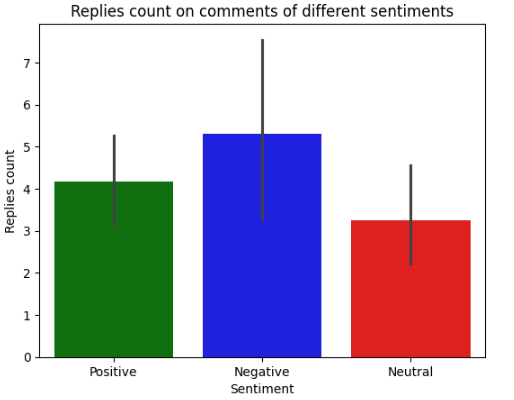 Replies count on comments of different sentiments
7
6
5
4
3
2
1
0
Replies count
Positive
Negative
Neutral
Sentiment